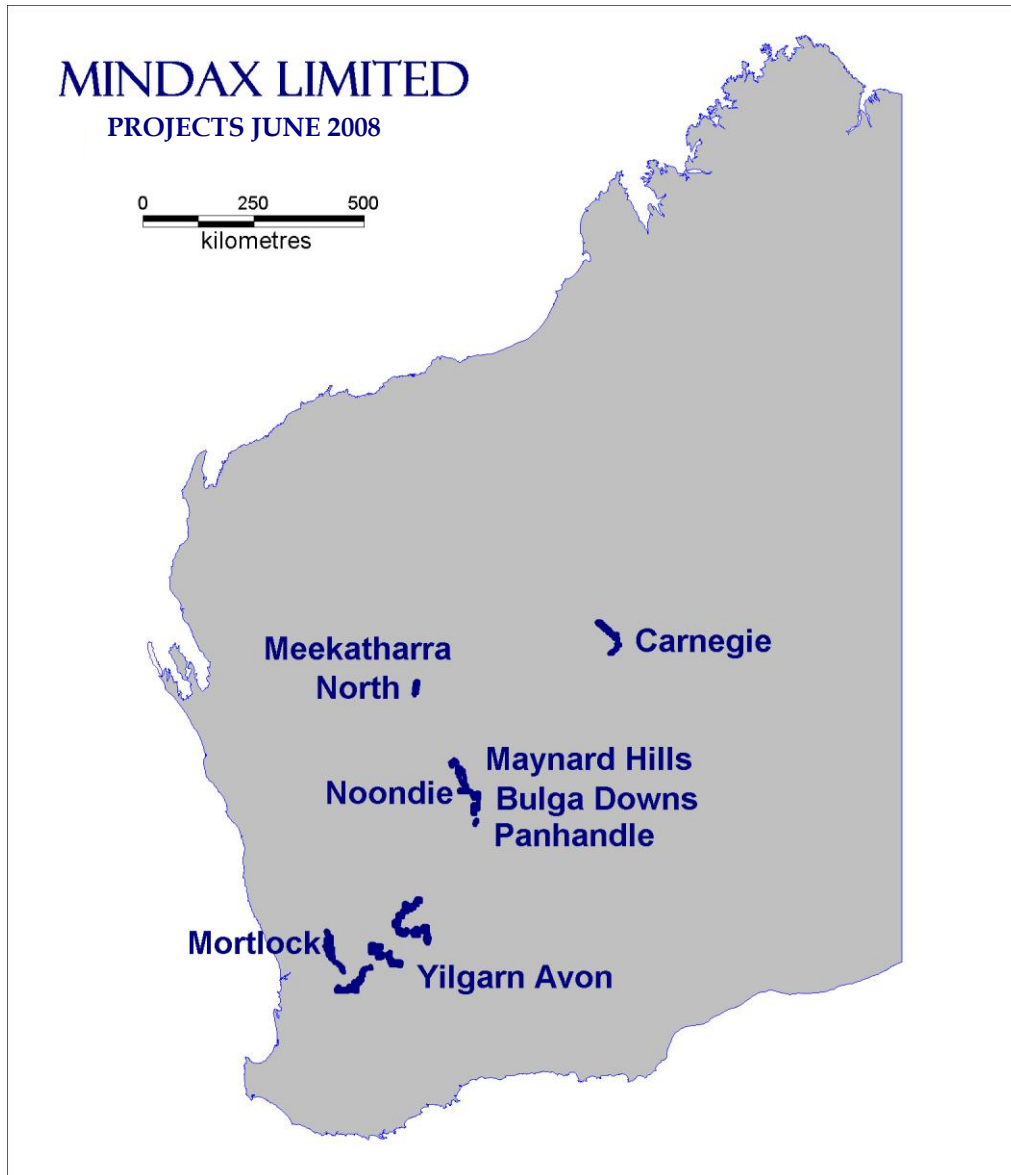 MINDAX LIMITED
PROJECTS JUNE 2008
0 250 500
kilometres
Carnegie
Meekatharra
North
Maynard Hills
Noondie
Bulga Downs
Panhandle
Mortlock
Yilgarn Avon